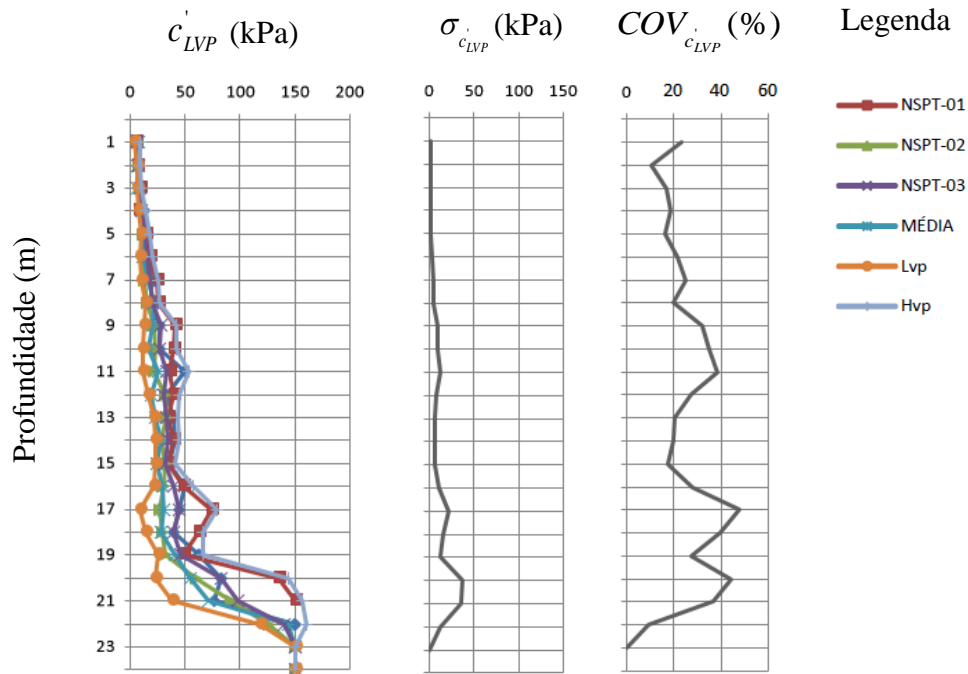 c'LVP (kPa)
σc'LVP (kPa)
COVc'LVP (%)
Legenda
0 50 100 150 200
0 50 100 150
0 20 40 60
Profundidade (m)
1
3
5
7
9
11
13
15
17
19
21
23
NSPT-01
NSPT-02
NSPT-03
MÉDIA
Lvp
Hvp